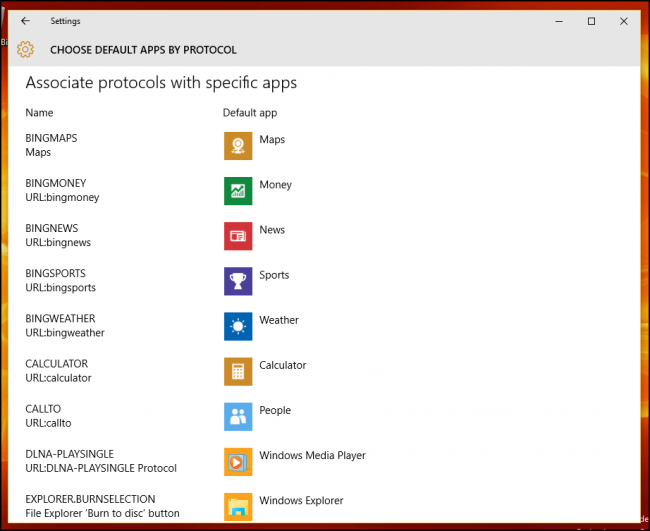 Settings
CHOOSE DEFAULT APPS BY PROTOCOL
Associate protocols with specific apps
Name Default app
BINGMAPS Maps
Maps
BINGMONEY Money
URL:bingmoney
BINGNEWS News
URL:bingnews
BINGSPORTS Sports
URL:bingsports
BINGWEATHER Weather
URL:bingweather
CALCULATOR Calculator
URL:calculator
CALLTO People
URL:callto
DLNA-PLAYSINGLE Windows Media Player
URL:DLNA-PLAYSINGLE Protocol
EXPLORER.BURNSELECTION Windows Explorer
File Explorer 'Burn to disc' button